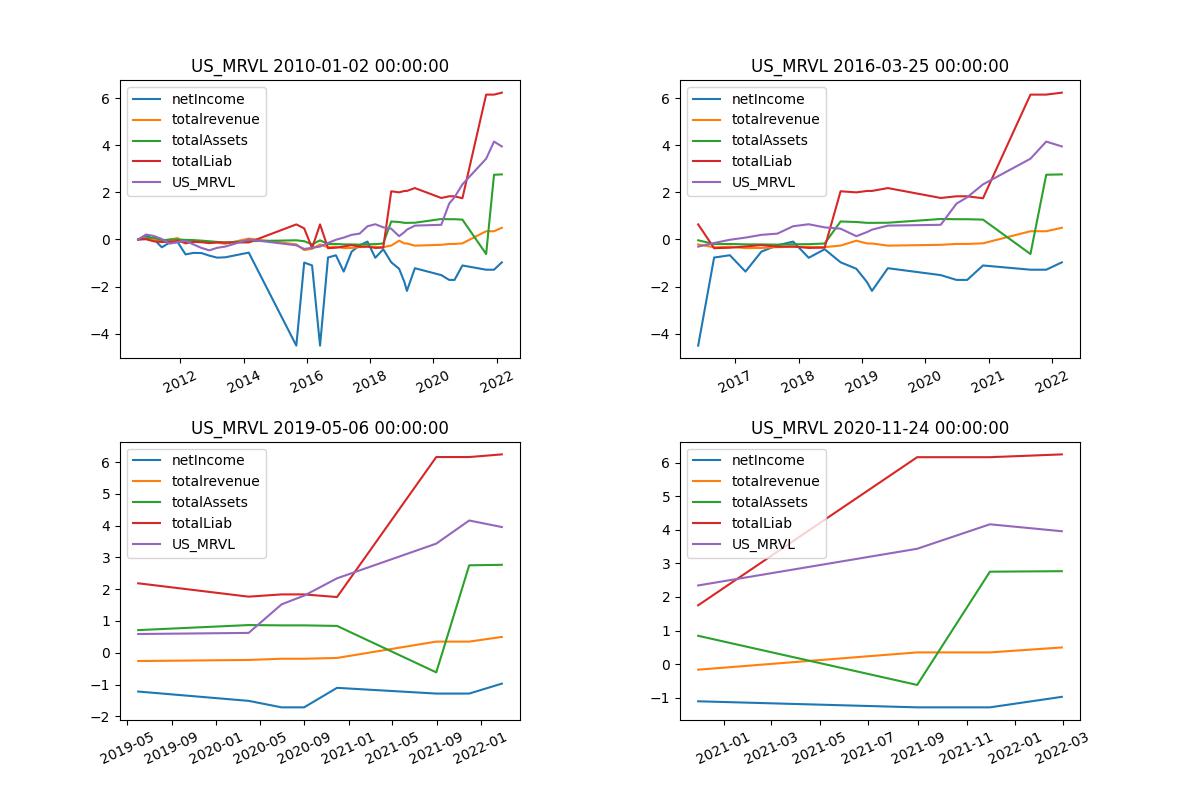 US_MRVL 2010-01-02 00:00:00
netIncome
totalrevenue
totalAssets
totalLiab
US_MRVL
6
4
2
0
−2
−4
2012
2014
2016
2018
2020
2022
US_MRVL 2016-03-25 00:00:00
netIncome
totalrevenue
totalAssets
totalLiab
US_MRVL
6
4
2
0
−2
−4
2017
2018
2019
2020
2021
2022
US_MRVL 2019-05-06 00:00:00
netIncome
totalrevenue
totalAssets
totalLiab
US_MRVL
6
5
4
3
2
1
0
−1
−2
2019-05
2019-09
2020-01
2020-05
2020-09
2021-01
2021-05
2021-09
2022-01
US_MRVL 2020-11-24 00:00:00
netIncome
totalrevenue
totalAssets
totalLiab
US_MRVL
6
5
4
3
2
1
0
−1
2021-01
2021-03
2021-05
2021-07
2021-09
2021-11
2022-01
2022-03